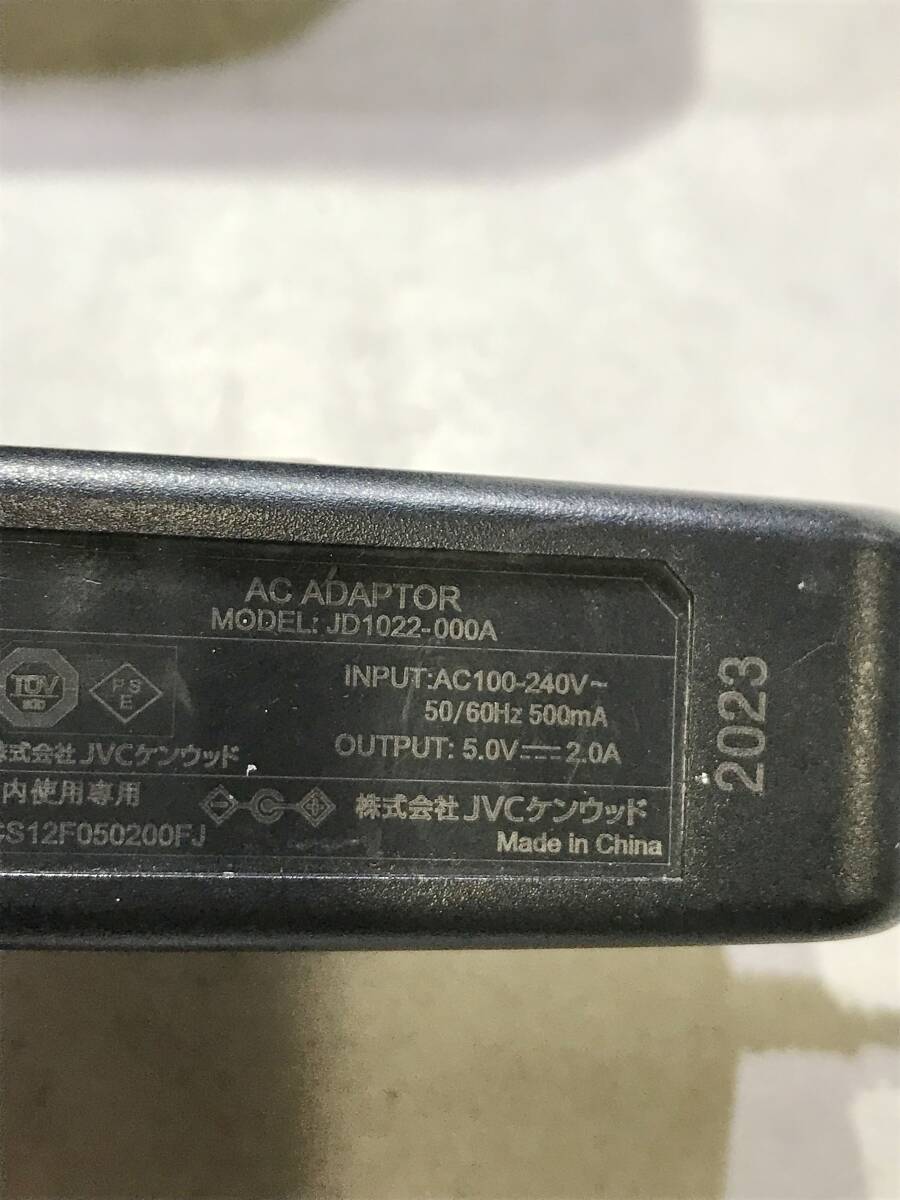 AC ADAPTOR
MODEL: JD1022-000A
TÜV
PS
E
INPUT:AC100-240V~
50/60Hz 500mA
OUTPUT: 5.0V⎓2.0A
株式会社 JVCケンウッド
内使用専用
S12F050200FJ
株式会社 JVCケンウッド
Made in China
2023